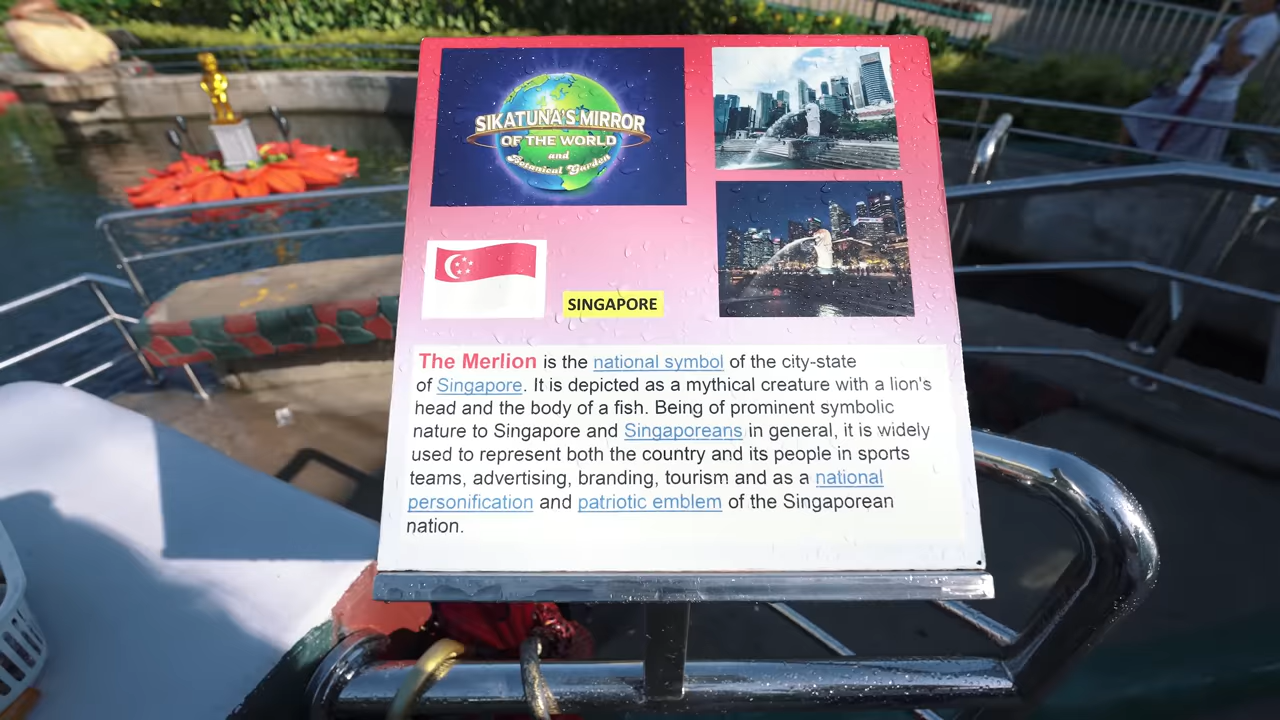 SIKATUNA'S MIRROR
OF THE WORLD
and
Botanical Garden
SINGAPORE
The Merlion is the national symbol of the city-state
of Singapore. It is depicted as a mythical creature with a lion's
head and the body of a fish. Being of prominent symbolic
nature to Singapore and Singaporeans in general, it is widely
used to represent both the country and its people in sports
teams, advertising, branding, tourism and as a national
personification and patriotic emblem of the Singaporean
nation.